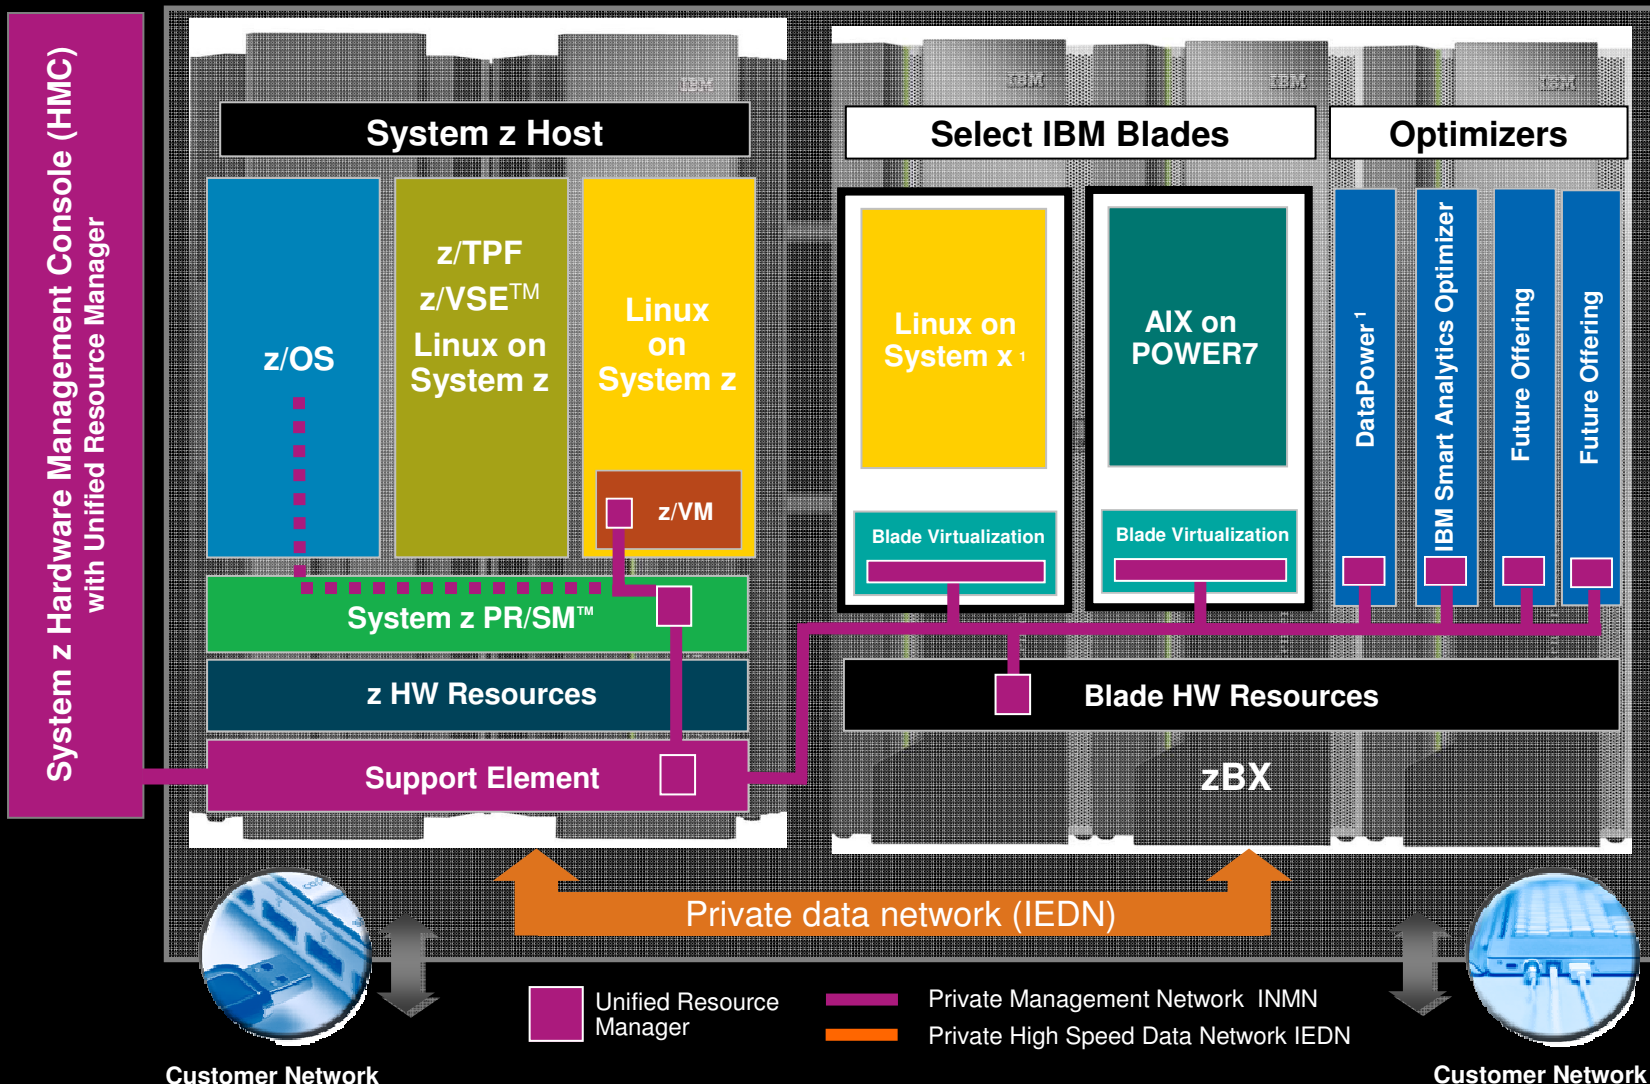 System z Hardware Management Console (HMC)
with Unified Resource Manager
IBM
IBM
IBM
IBM
System z Host
Select IBM Blades
Optimizers
z/OS
z/TPF
z/VSE™
Linux on
System z
Linux
on
System z
z/VM
Linux on
System x 1
AIX on
POWER7
Blade Virtualization
Blade Virtualization
DataPower 1
IBM Smart Analytics Optimizer
Future Offering
Future Offering
System z PR/SM™
z HW Resources
Support Element
Blade HW Resources
zBX
Private data network (IEDN)
Unified Resource
Manager
Private Management Network INMN
Private High Speed Data Network IEDN
Customer Network
Customer Network